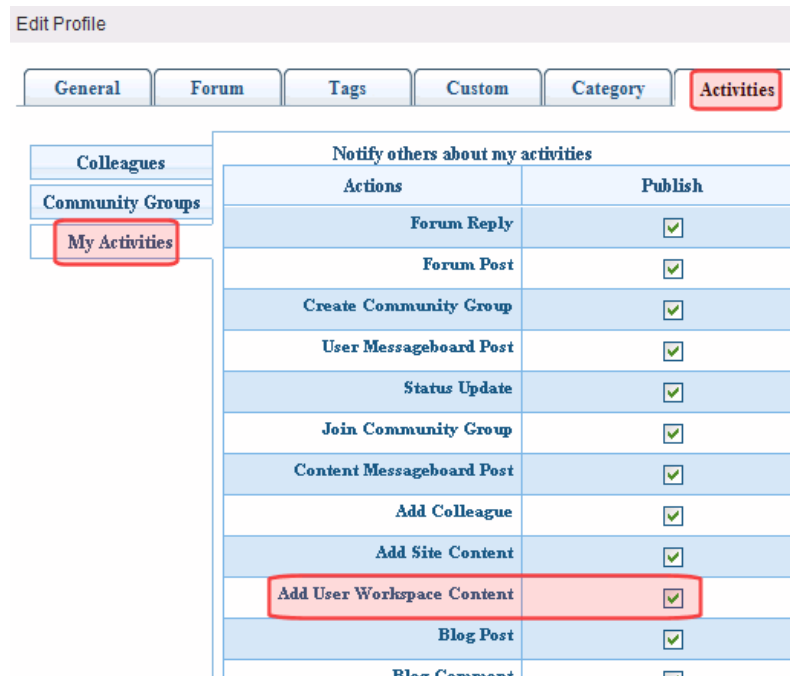 Edit Profile
General Forum Tags Custom Category Activities
Colleagues
Community Groups
My Activities
Notify others about my activities
Actions Publish
Forum Reply
Forum Post
Create Community Group
User Messageboard Post
Status Update
Join Community Group
Content Messageboard Post
Add Colleague
Add Site Content
Add User Workspace Content
Blog Post
Blog Comment